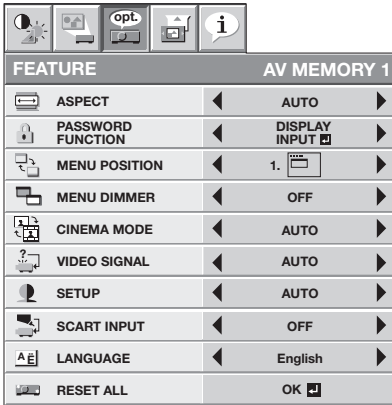 opt.
i
FEATURE AV MEMORY 1
ASPECT AUTO
PASSWORD FUNCTION DISPLAY INPUT
MENU POSITION 1.
MENU DIMMER OFF
CINEMA MODE AUTO
VIDEO SIGNAL AUTO
SETUP AUTO
SCART INPUT OFF
A Ë LANGUAGE English
RESET ALL OK